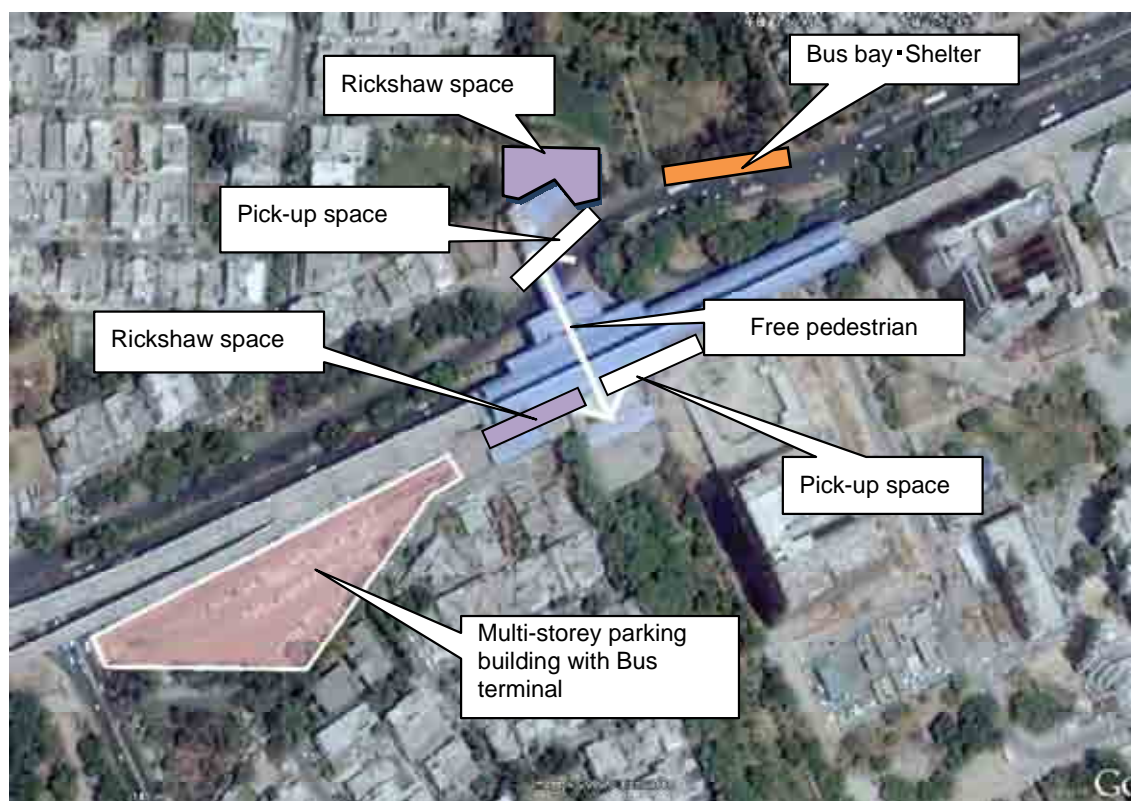 Bus bay・Shelter
Rickshaw space
Pick-up space
Rickshaw space
Free pedestrian
Pick-up space
Multi-storey parking
building with Bus
terminal
Go